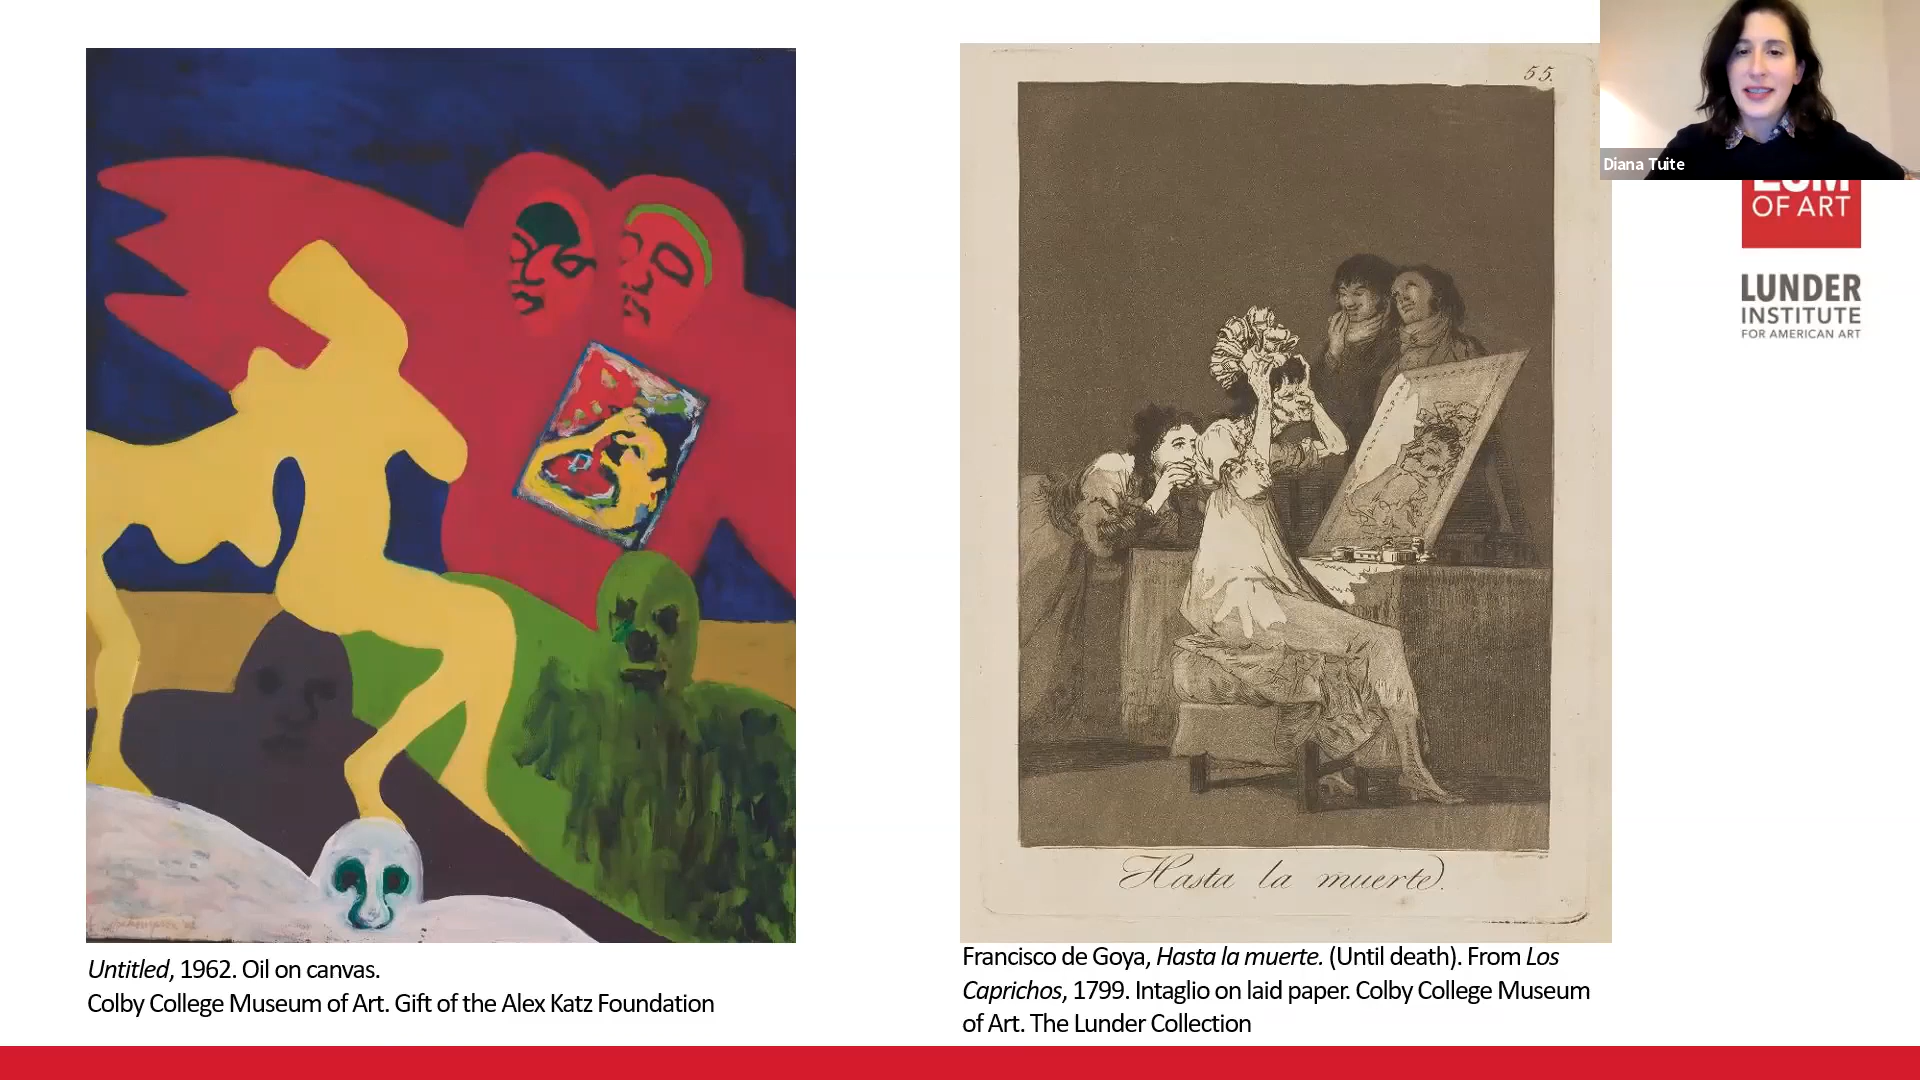 55.
Diana Tuite
OF ART
LUNDER
INSTITUTE
FOR AMERICAN ART
Hasta la muerte.
Untitled, 1962. Oil on canvas.
Colby College Museum of Art. Gift of the Alex Katz Foundation
Francisco de Goya, Hasta la muerte. (Until death). From Los
Caprichos, 1799. Intaglio on laid paper. Colby College Museum
of Art. The Lunder Collection